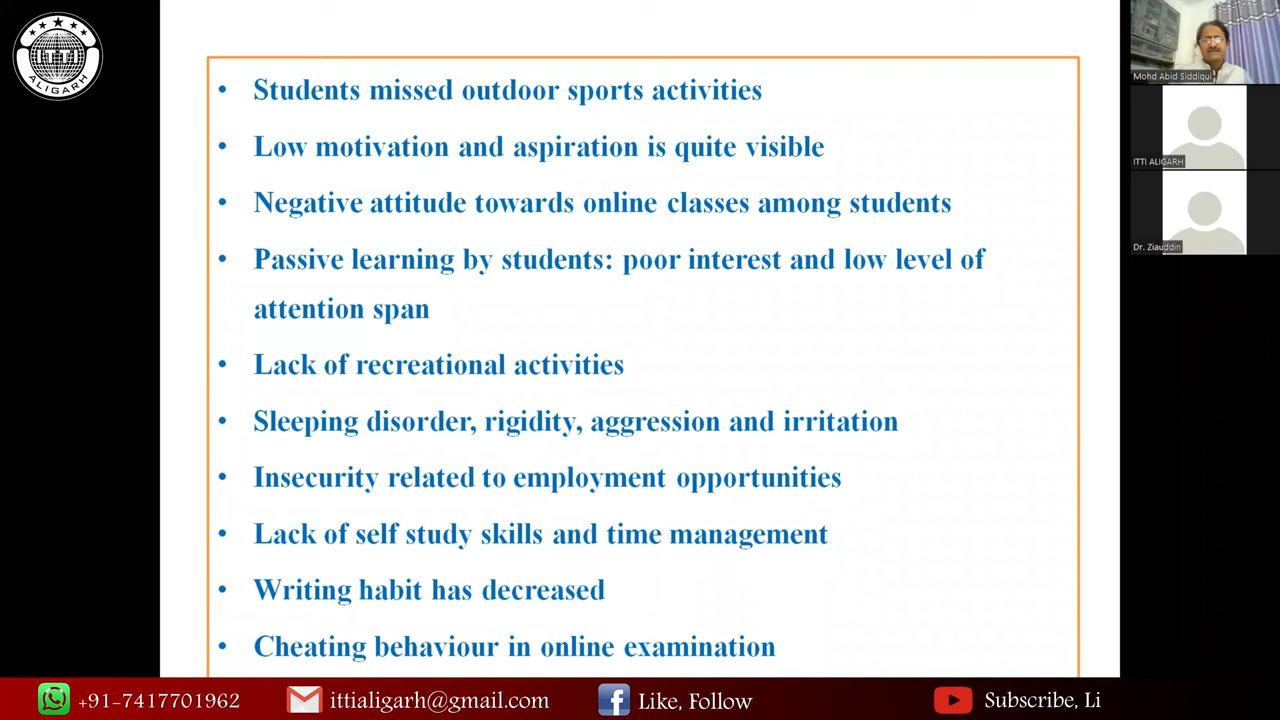 ITTI
ALIGARH
• Students missed outdoor sports activities
• Low motivation and aspiration is quite visible
• Negative attitude towards online classes among students
• Passive learning by students: poor interest and low level of
attention span
• Lack of recreational activities
• Sleeping disorder, rigidity, aggression and irritation
• Insecurity related to employment opportunities
• Lack of self study skills and time management
• Writing habit has decreased
• Cheating behaviour in online examination
Mohd Abid Siddiqui
ITTI ALIGARH
Dr. Ziauddin
+91-7417701962
ittialigarh@gmail.com
Like, Follow
Subscribe, Li